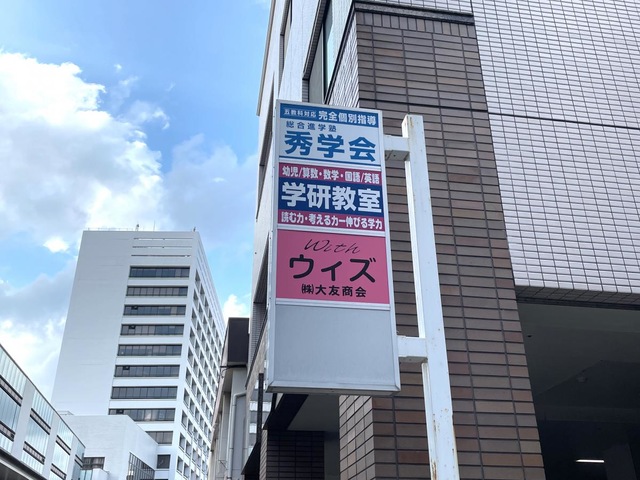 五教科対応 完全個別指導
総合進学塾
秀学会
幼児/算数・数学・国語/英語
学研教室
読む力・考える力―伸びる学力
With
ウィズ
㈱大友商会